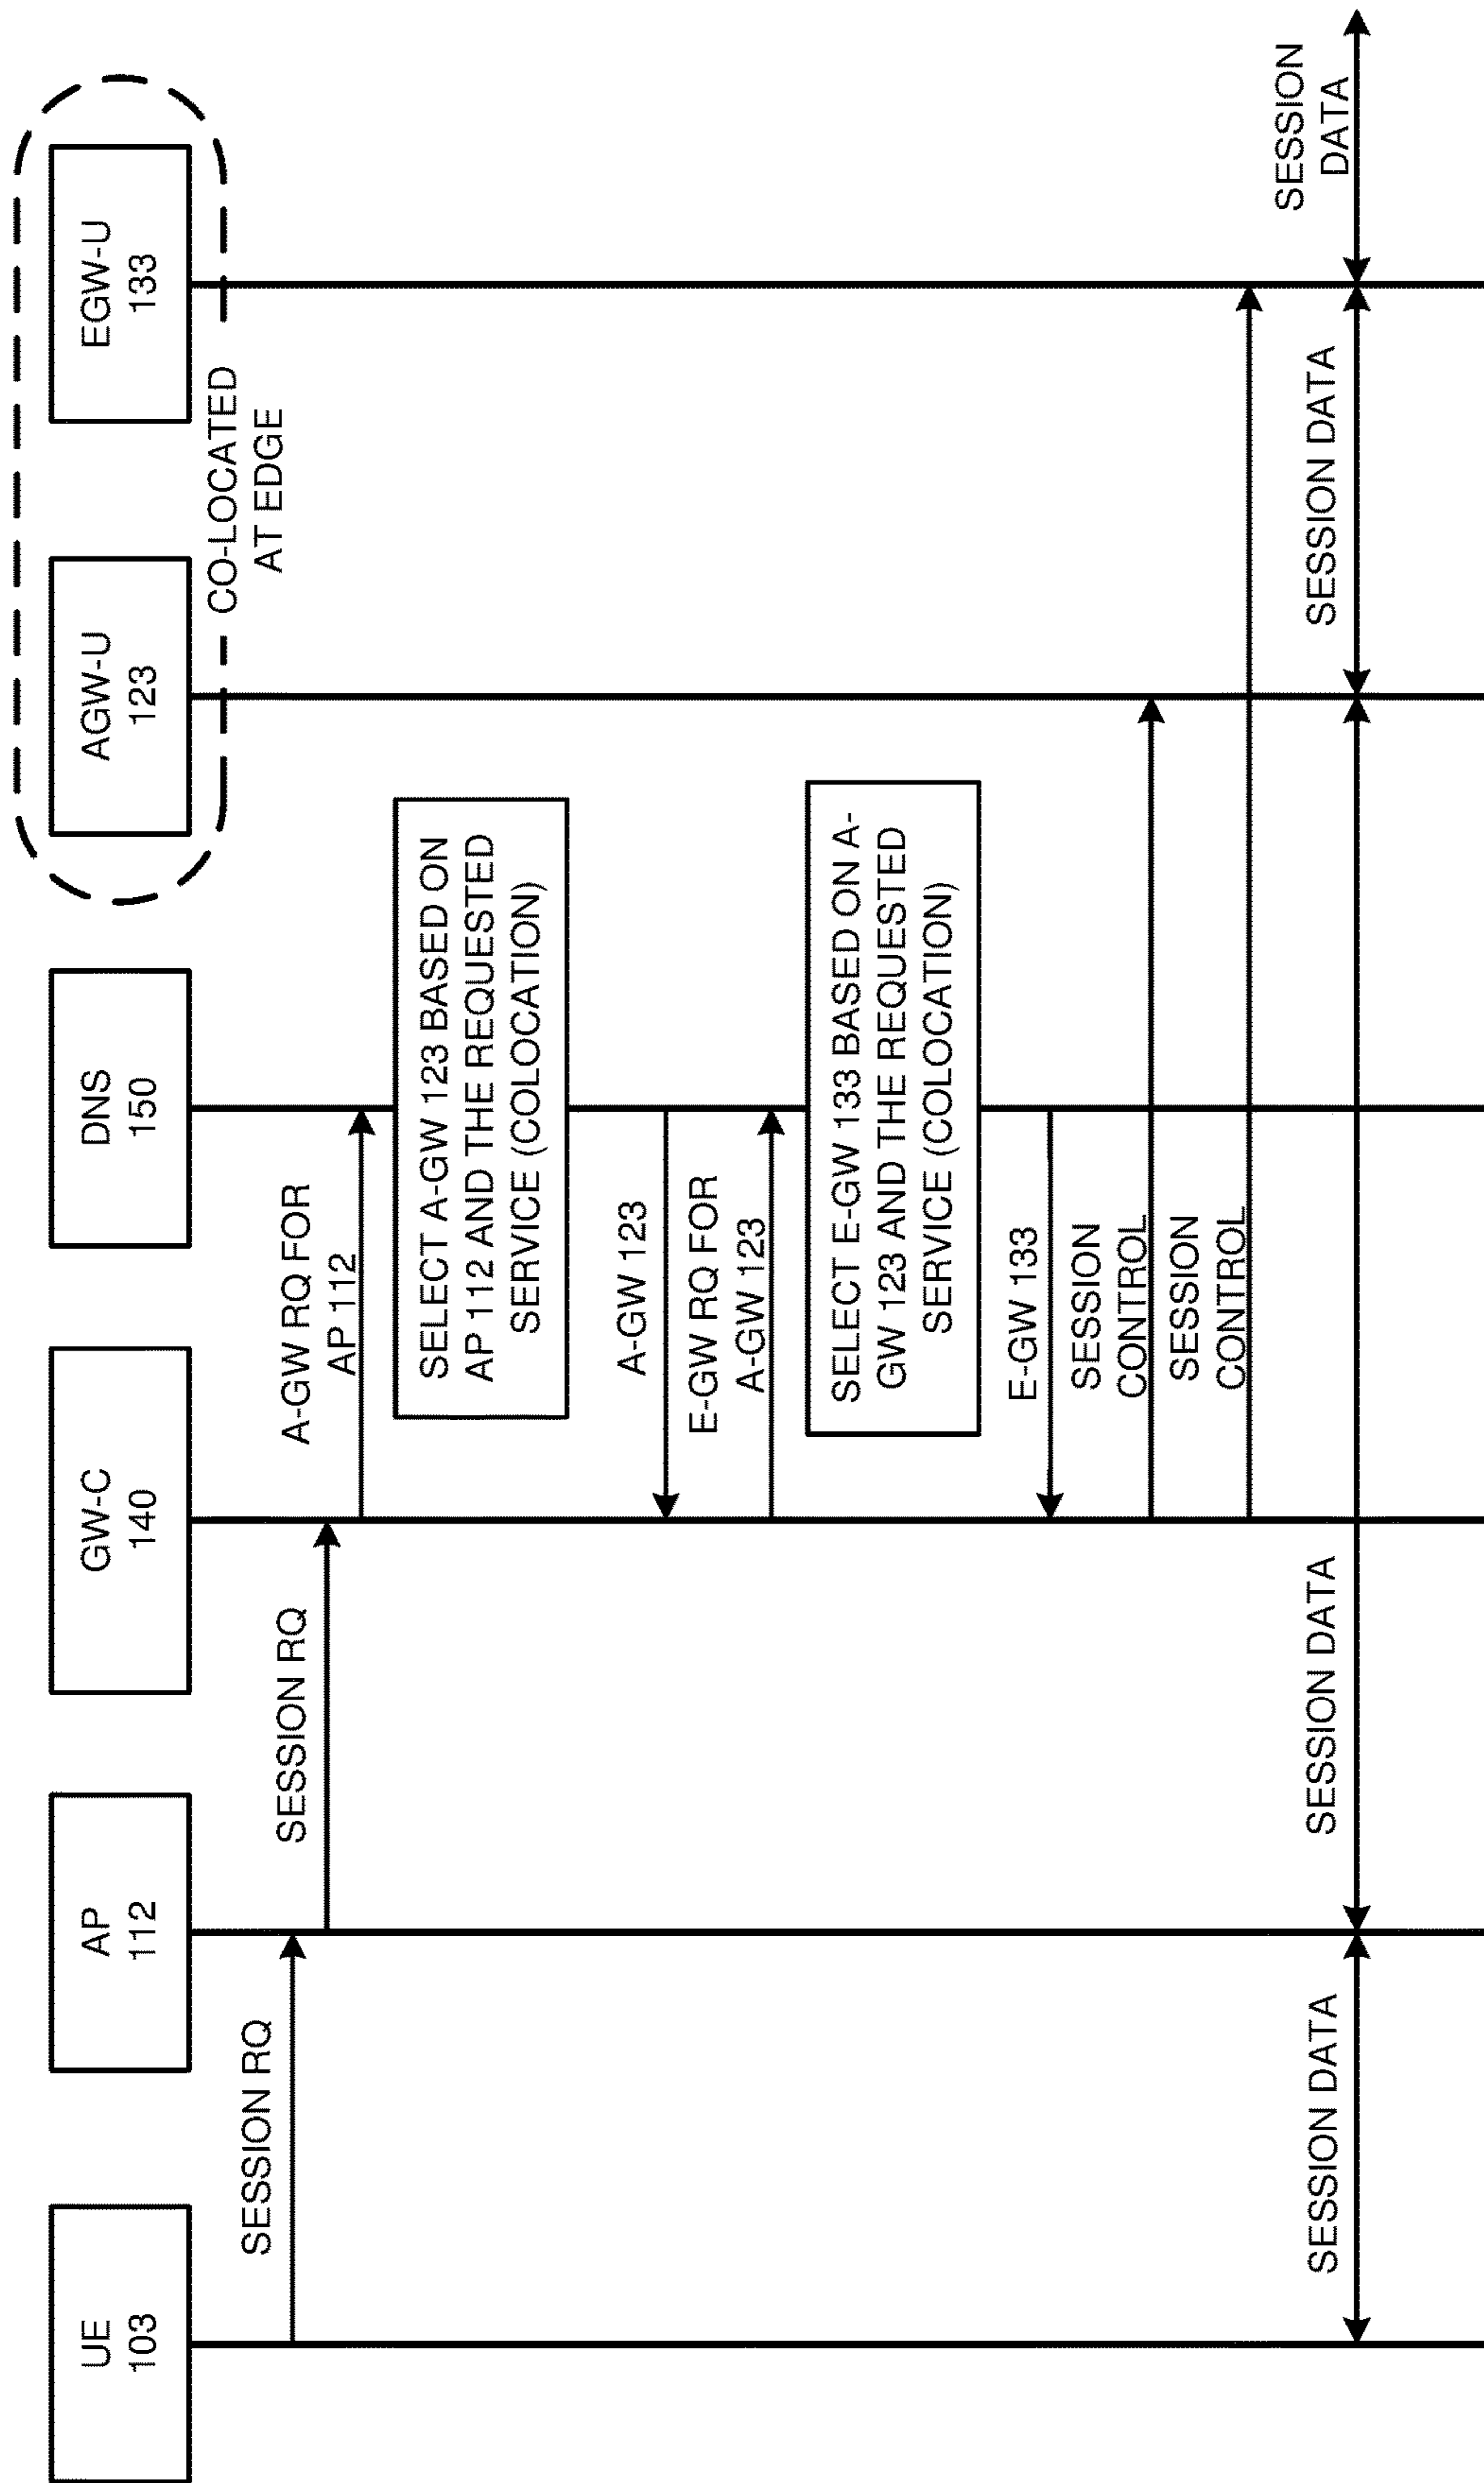 UE
103
AP
112
GW-C
140
DNS
150
AGW-U
123
EGW-U
133
CO-LOCATED
AT EDGE
SESSION RQ
SESSION RQ
A-GW RQ FOR
AP 112
SELECT A-GW 123 BASED ON
AP 112 AND THE REQUESTED
SERVICE (COLOCATION)
A-GW 123
E-GW RQ FOR
A-GW 123
SELECT E-GW 133 BASED ON A-
GW 123 AND THE REQUESTED
SERVICE (COLOCATION)
E-GW 133
SESSION
CONTROL
SESSION
CONTROL
SESSION DATA
SESSION DATA
SESSION DATA
SESSION
DATA